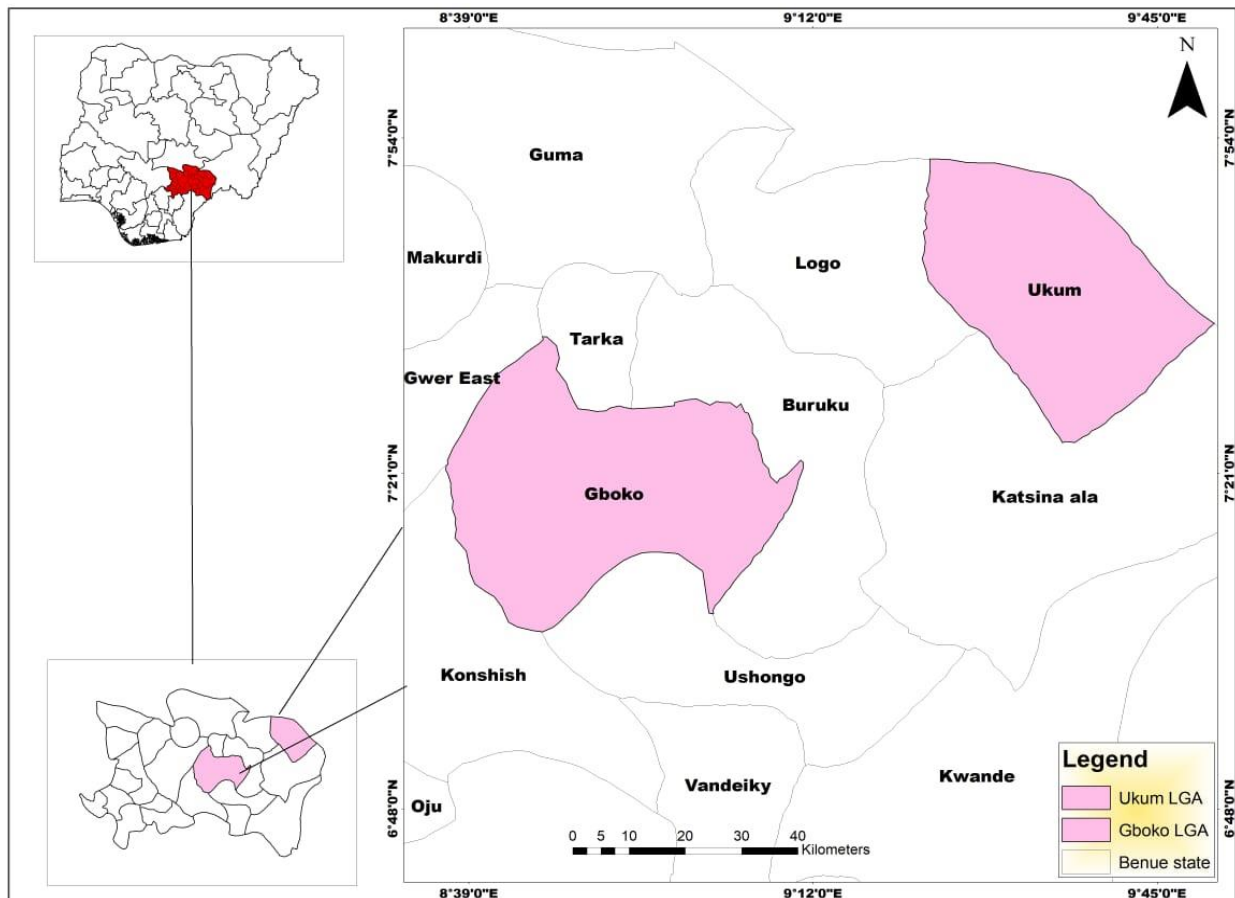 8°39'0"E
9°12'0"E
9°45'0"E
N
7°54'0"N
7°54'0"N
Guma
Makurdi
Logo
Ukum
Tarka
Gwer East
Buruku
7°21'0"N
7°21'0"N
Gboko
Katsina ala
Konshish
Ushongo
Vandeiky
Kwande
Oju
6°48'0"N
6°48'0"N
Legend
Ukum LGA
Gboko LGA
Benue state
0 5 10 20 30 40
Kilometers
8°39'0"E
9°12'0"E
9°45'0"E